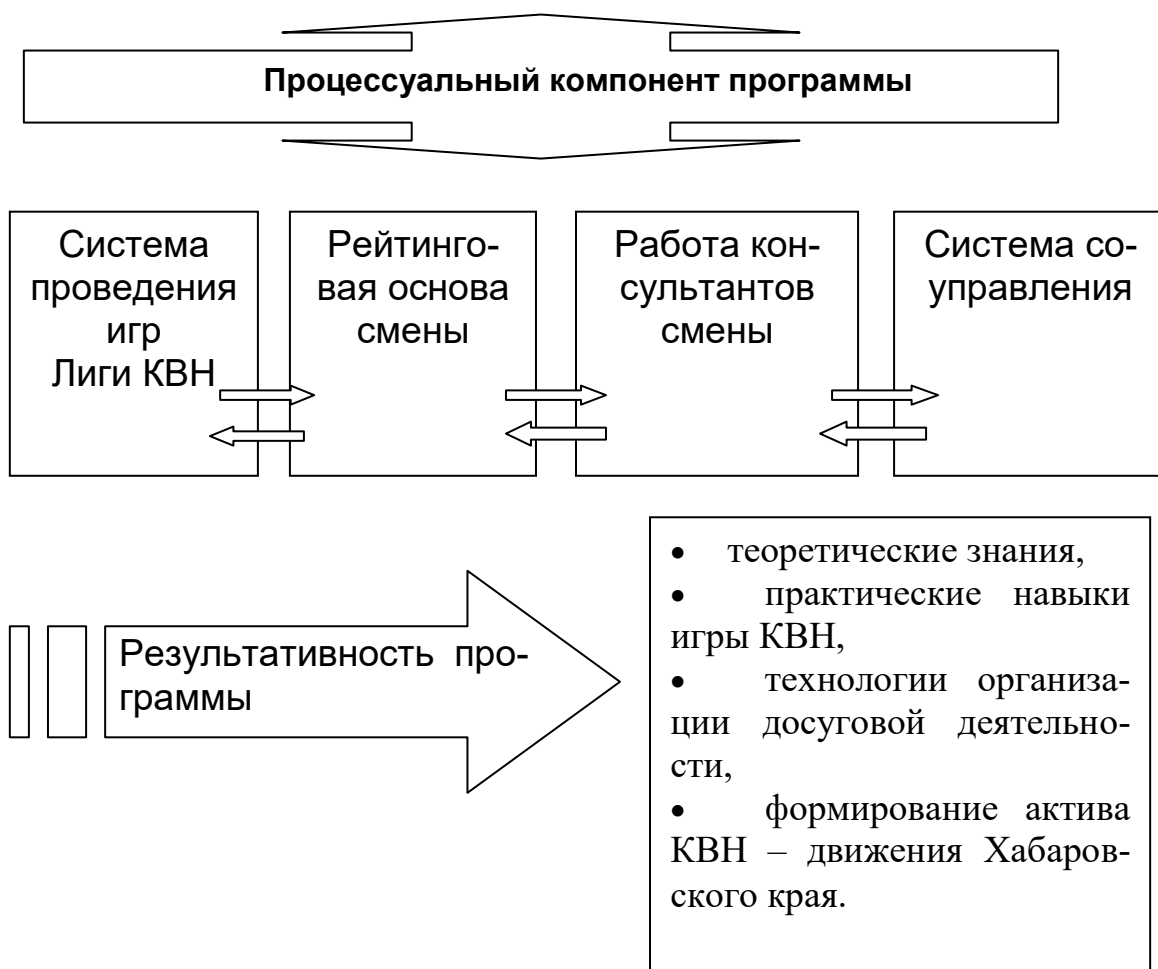 Процессуальный компонент программы
Система
проведения
игр
Лиги КВН
Рейтинго-
вая основа
смены
Работа кон-
сультантов
смены
Система со-
управления
Результативность про-
граммы
• теоретические знания,
• практические навыки
игры КВН,
• технологии организа-
ции досуговой деятельно-
сти,
• формирование актива
КВН – движения Хабаров-
ского края.